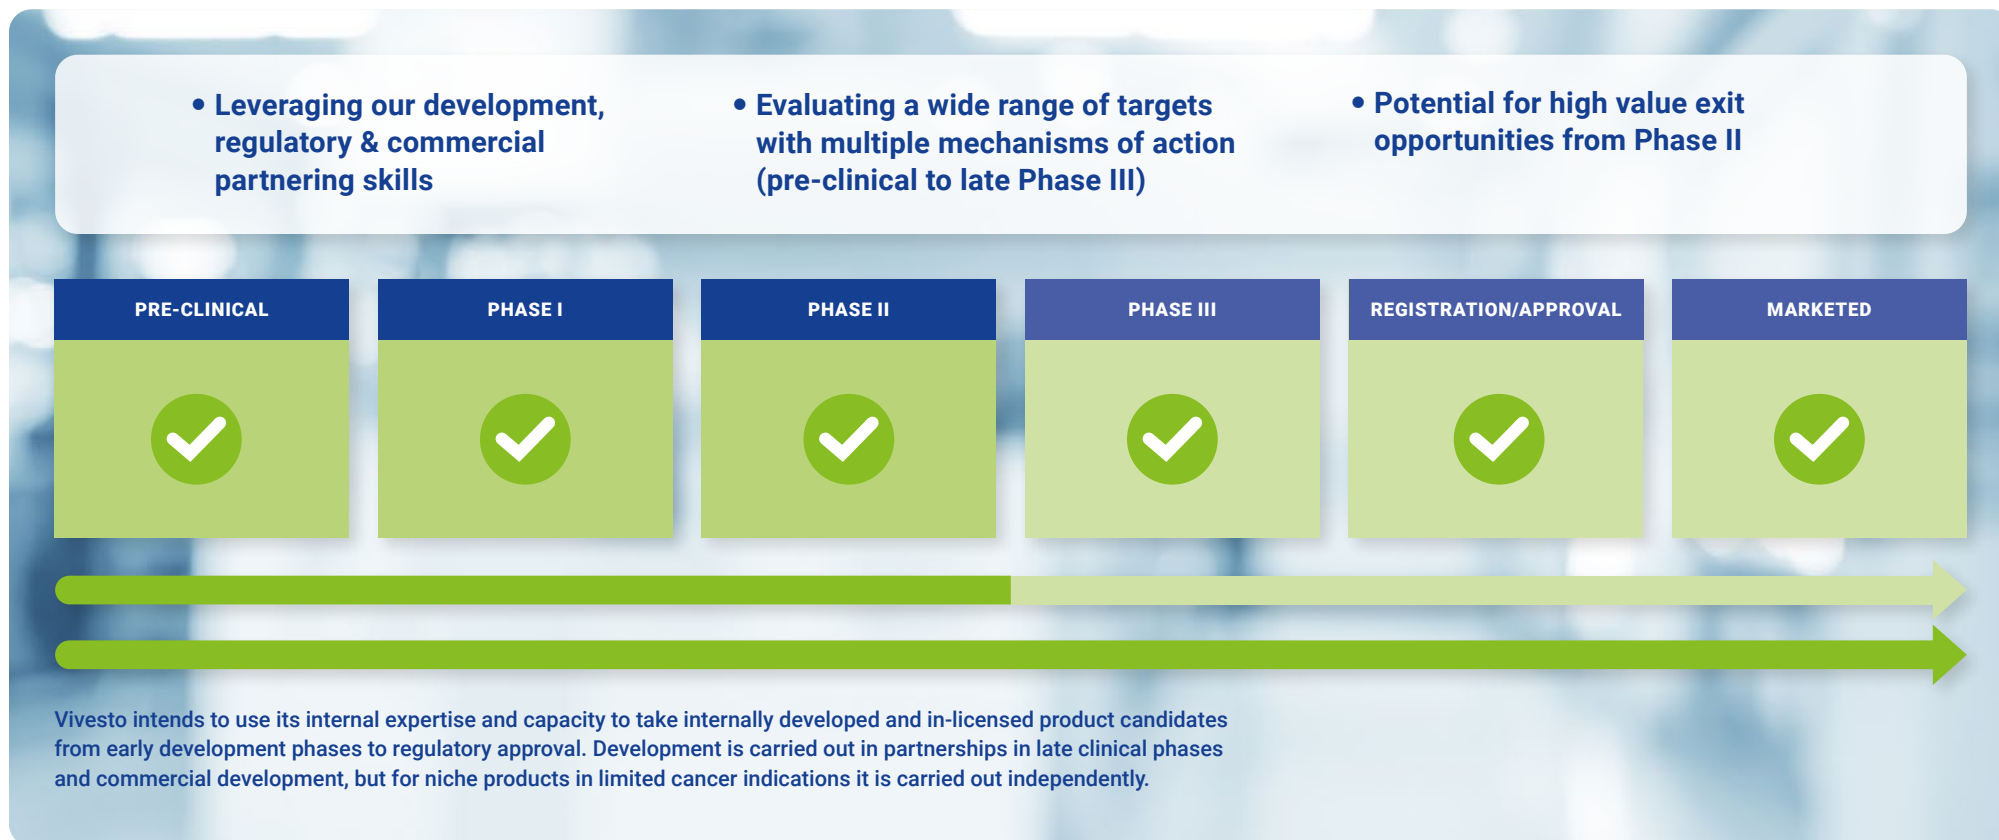 • Leveraging our development,
regulatory & commercial
partnering skills
• Evaluating a wide range of targets
with multiple mechanisms of action
(pre-clinical to late Phase III)
• Potential for high value exit
opportunities from Phase II
PRE-CLINICAL
PHASE I
PHASE II
PHASE III
REGISTRATION/APPROVAL
MARKETED
Vivesto intends to use its internal expertise and capacity to take internally developed and in-licensed product candidates
from early development phases to regulatory approval. Development is carried out in partnerships in late clinical phases
and commercial development, but for niche products in limited cancer indications it is carried out independently.